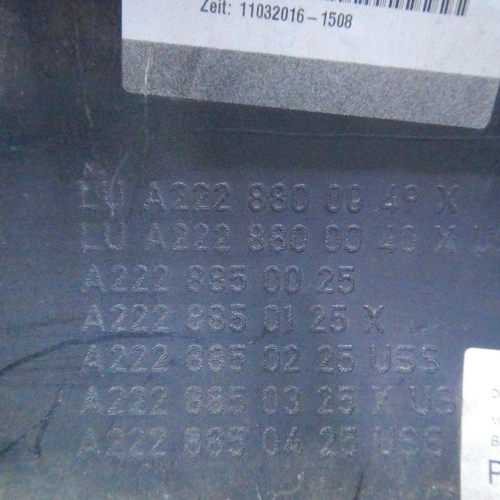 Zeit: 11032016-1508
LU A222 880 00 49 X
LU A222 880 00 40 X
A222 885 00 25
A222 885 01 25 X
A222 885 02 25 USS
A222 885 03 25 X US
A222 885 04 25 USS